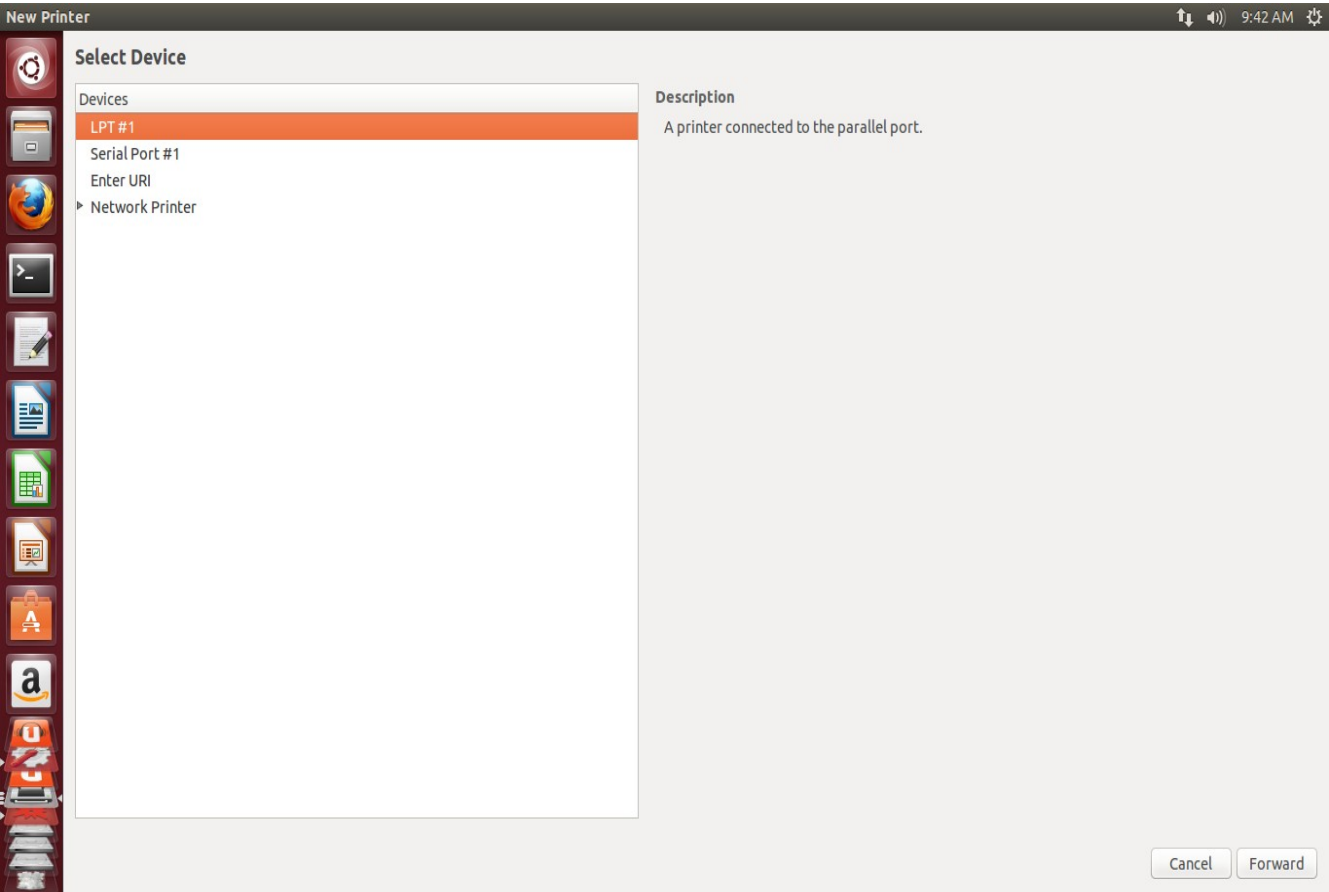 New Printer
9:42 AM
Select Device
Devices
LPT #1
Serial Port #1
Enter URI
Network Printer
Description
A printer connected to the parallel port.
Cancel
Forward